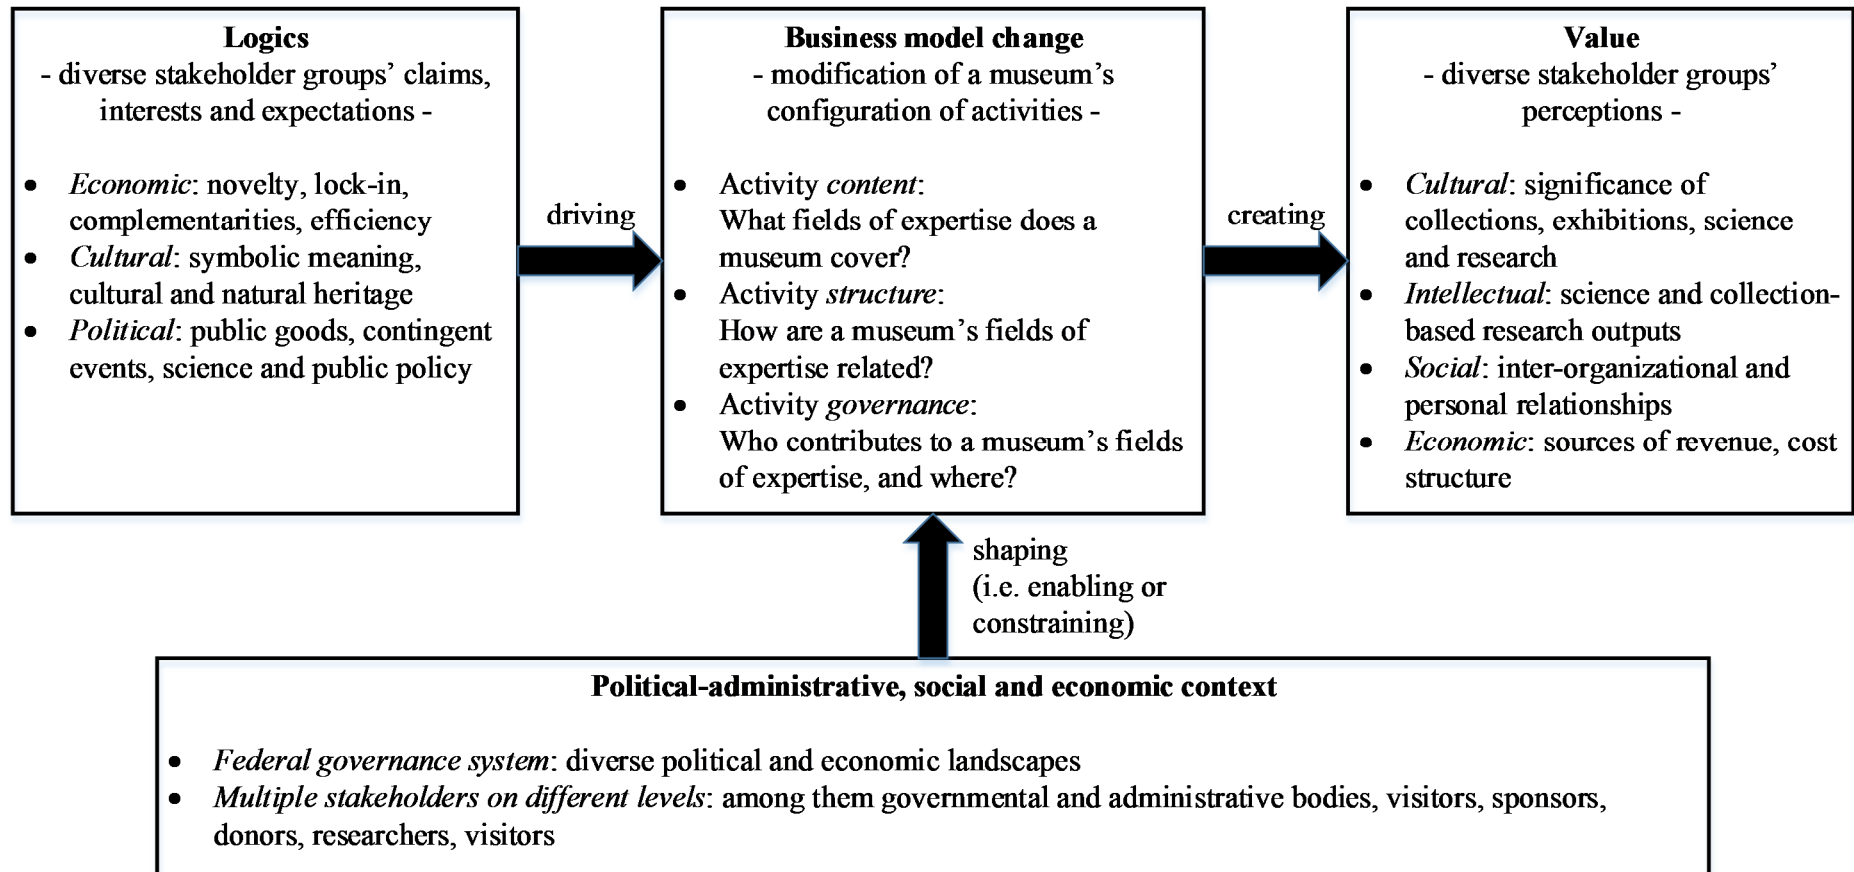 Logics
- diverse stakeholder groups’ claims,
interests and expectations -
• Economic: novelty, lock-in,
complementarities, efficiency
• Cultural: symbolic meaning,
cultural and natural heritage
• Political: public goods, contingent
events, science and public policy
driving
Business model change
- modification of a museum’s
configuration of activities -
• Activity content:
What fields of expertise does a
museum cover?
• Activity structure:
How are a museum’s fields of
expertise related?
• Activity governance:
Who contributes to a museum’s fields
of expertise, and where?
creating
Value
- diverse stakeholder groups’
perceptions -
• Cultural: significance of
collections, exhibitions, science
and research
• Intellectual: science and collection-
based research outputs
• Social: inter-organizational and
personal relationships
• Economic: sources of revenue, cost
structure
shaping
(i.e. enabling or
constraining)
Political-administrative, social and economic context
• Federal governance system: diverse political and economic landscapes
• Multiple stakeholders on different levels: among them governmental and administrative bodies, visitors, sponsors,
donors, researchers, visitors